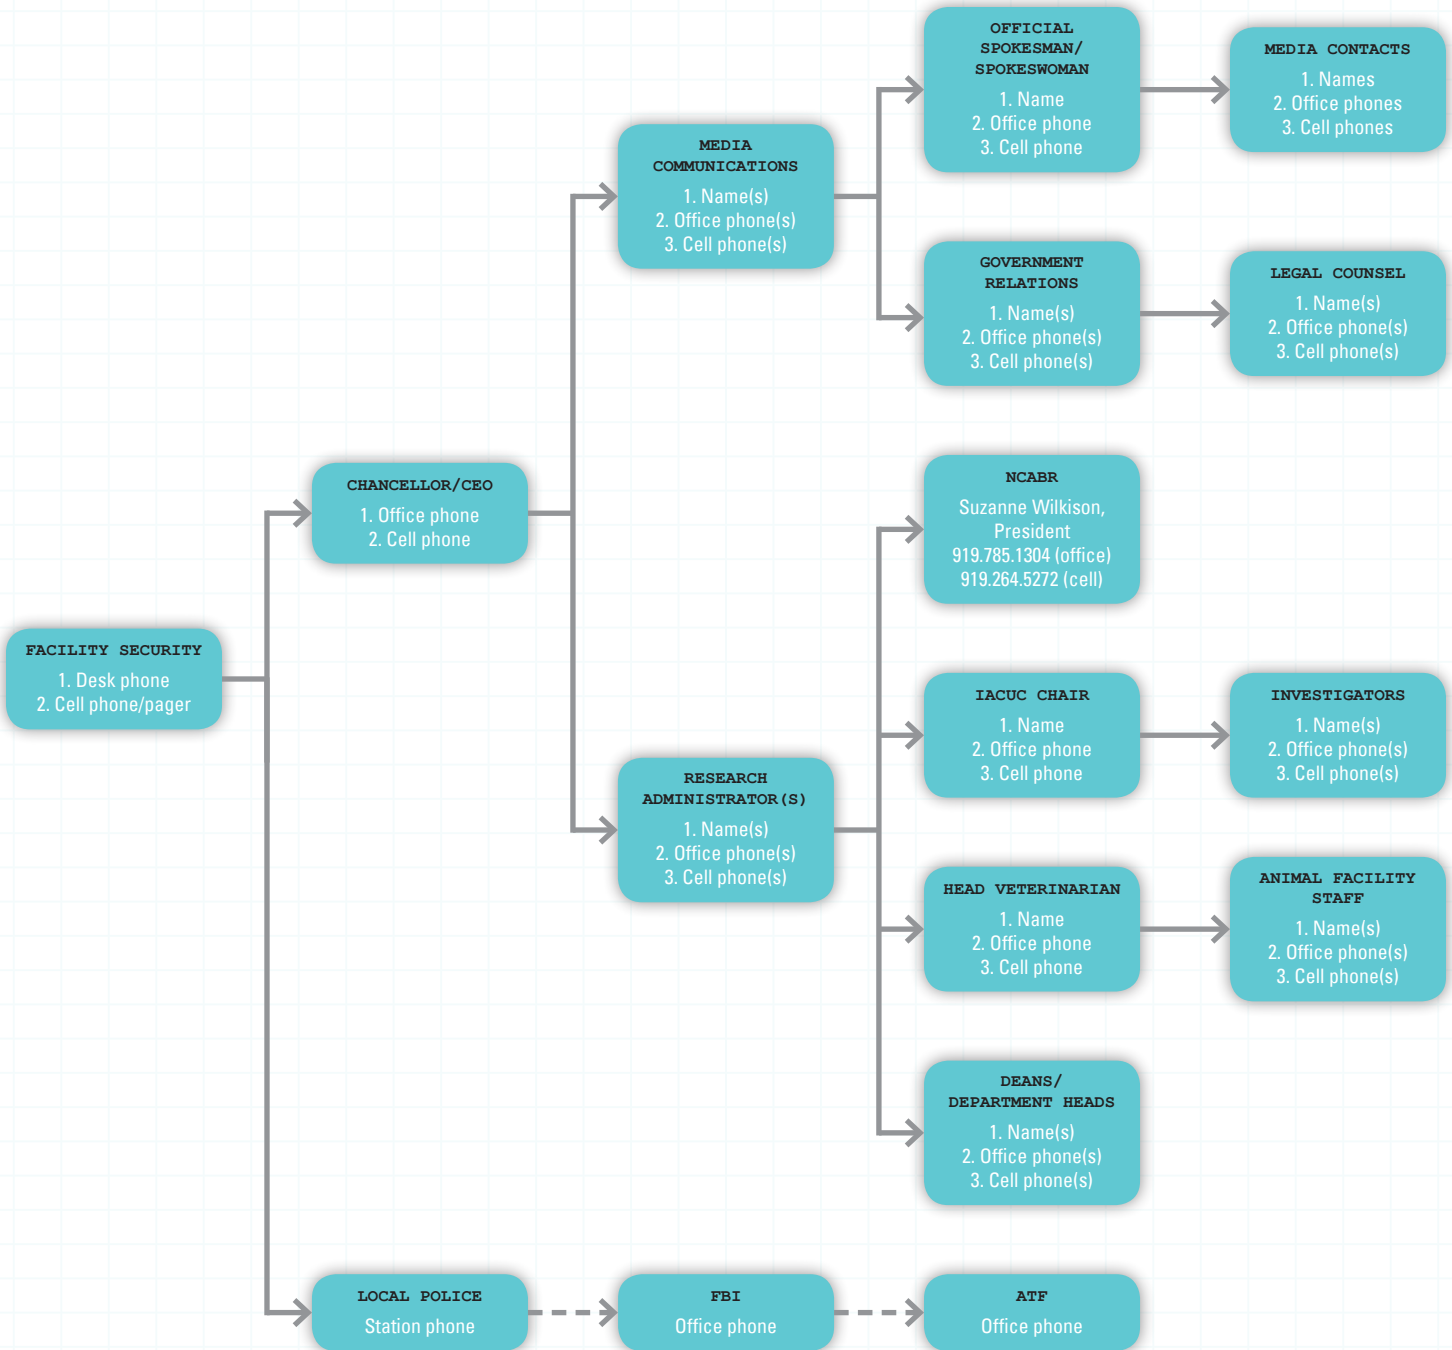 OFFICIAL
SPOKESMAN/
SPOKESWOMAN
1. Name
2. Office phone
3. Cell phone
MEDIA CONTACTS
1. Names
2. Office phones
3. Cell phones
MEDIA
COMMUNICATIONS
1. Name(s)
2. Office phone(s)
3. Cell phone(s)
GOVERNMENT
RELATIONS
1. Name(s)
2. Office phone(s)
3. Cell phone(s)
LEGAL COUNSEL
1. Name(s)
2. Office phone(s)
3. Cell phone(s)
CHANCELLOR/CEO
1. Office phone
2. Cell phone
NCABR
Suzanne Wilkison,
President
919.785.1304 (office)
919.264.5272 (cell)
FACILITY SECURITY
1. Desk phone
2. Cell phone/pager
IACUC CHAIR
1. Name
2. Office phone
3. Cell phone
INVESTIGATORS
1. Name(s)
2. Office phone(s)
3. Cell phone(s)
RESEARCH
ADMINISTRATOR(S)
1. Name(s)
2. Office phone(s)
3. Cell phone(s)
HEAD VETERINARIAN
1. Name
2. Office phone
3. Cell phone
ANIMAL FACILITY
STAFF
1. Name(s)
2. Office phone(s)
3. Cell phone(s)
DEANS/
DEPARTMENT HEADS
1. Name(s)
2. Office phone(s)
3. Cell phone(s)
LOCAL POLICE
Station phone
FBI
Office phone
ATF
Office phone